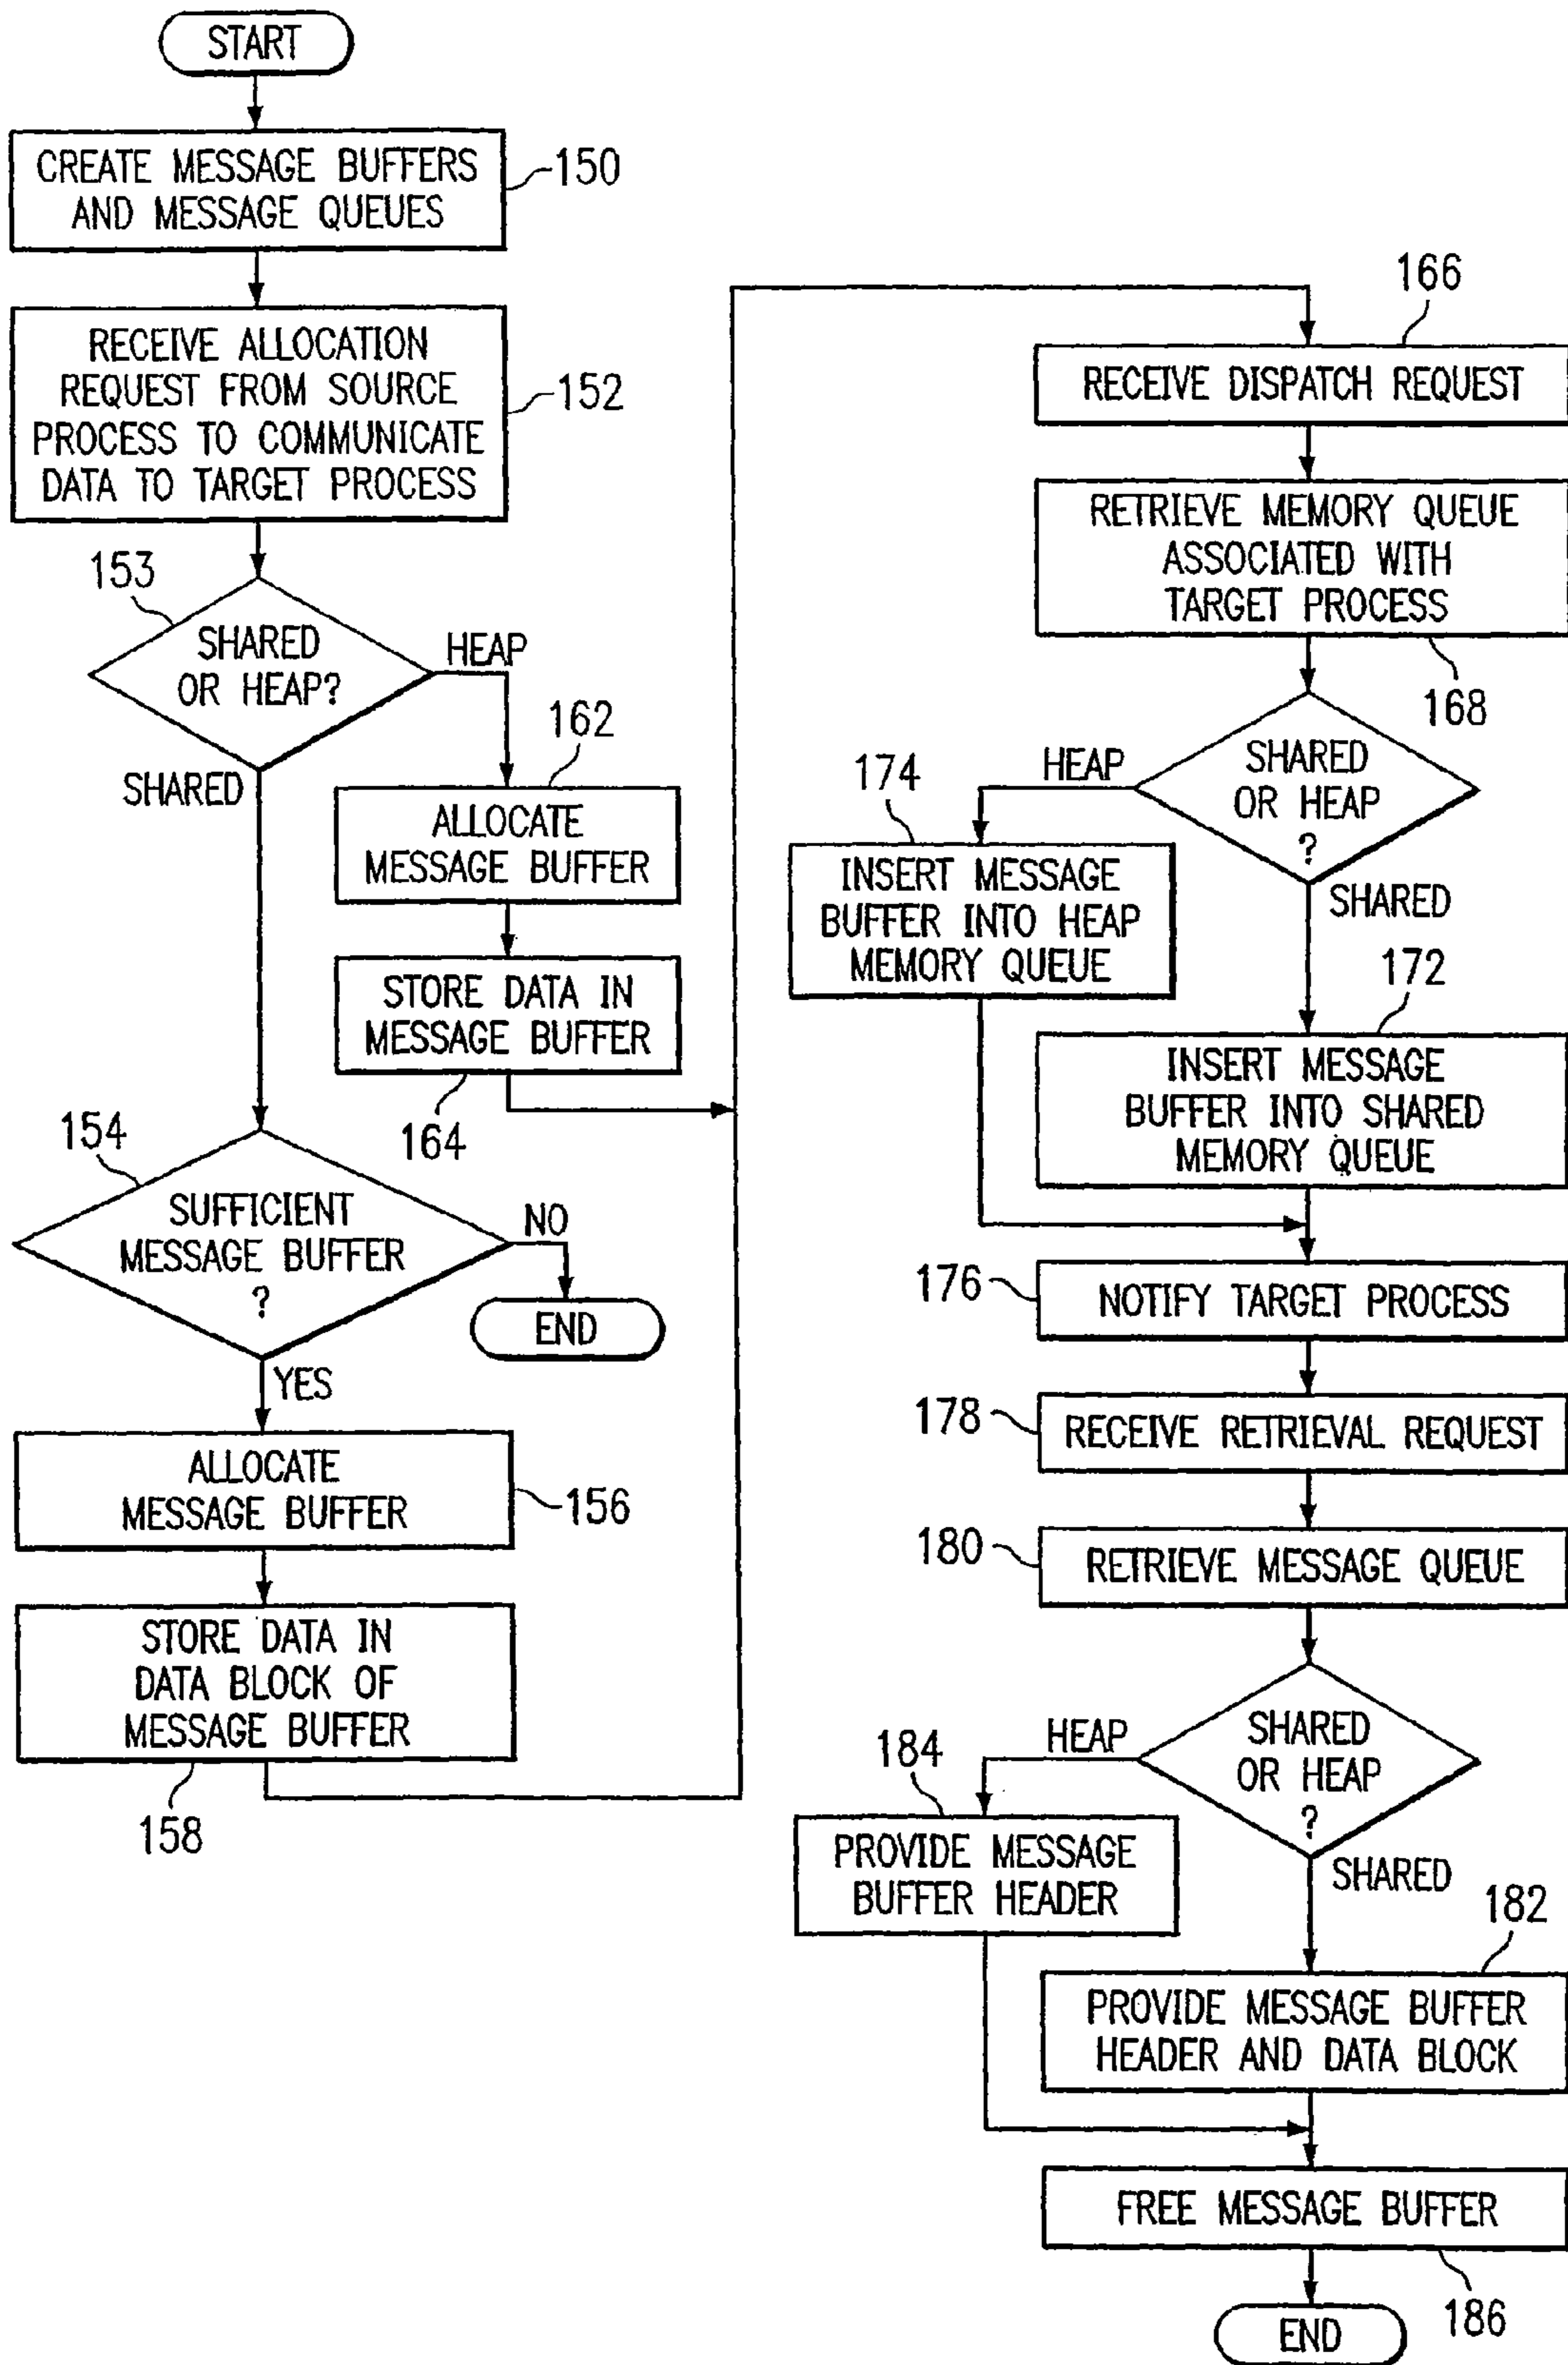 START
CREATE MESSAGE BUFFERS
AND MESSAGE QUEUES
150
RECEIVE ALLOCATION
REQUEST FROM SOURCE
PROCESS TO COMMUNICATE
DATA TO TARGET PROCESS
152
153
SHARED
OR HEAP?
HEAP
SHARED
162
ALLOCATE
MESSAGE BUFFER
STORE DATA IN
MESSAGE BUFFER
164
154
SUFFICIENT
MESSAGE BUFFER
?
NO
END
YES
ALLOCATE
MESSAGE BUFFER
156
STORE DATA IN
DATA BLOCK OF
MESSAGE BUFFER
158
166
RECEIVE DISPATCH REQUEST
RETRIEVE MEMORY QUEUE
ASSOCIATED WITH
TARGET PROCESS
168
SHARED
OR HEAP
?
HEAP
174
INSERT MESSAGE
BUFFER INTO HEAP
MEMORY QUEUE
SHARED
172
INSERT MESSAGE
BUFFER INTO SHARED
MEMORY QUEUE
176
NOTIFY TARGET PROCESS
178
RECEIVE RETRIEVAL REQUEST
180
RETRIEVE MESSAGE QUEUE
SHARED
OR HEAP
?
HEAP
184
PROVIDE MESSAGE
BUFFER HEADER
SHARED
182
PROVIDE MESSAGE BUFFER
HEADER AND DATA BLOCK
FREE MESSAGE BUFFER
186
END